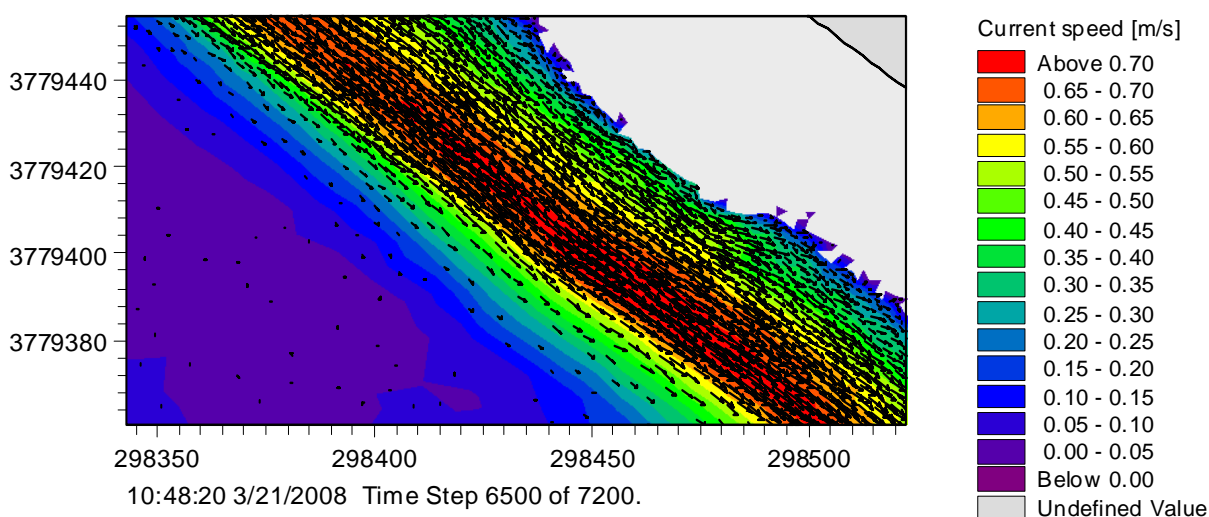 Current speed [m/s]
Above 0.70
0.65 - 0.70
0.60 - 0.65
0.55 - 0.60
0.50 - 0.55
0.45 - 0.50
0.40 - 0.45
0.35 - 0.40
0.30 - 0.35
0.25 - 0.30
0.20 - 0.25
0.15 - 0.20
0.10 - 0.15
0.05 - 0.10
0.00 - 0.05
Below 0.00
Undefined Value
3779440
3779420
3779400
3779380
298350 298400 298450 298500
10:48:20 3/21/2008 Time Step 6500 of 7200.